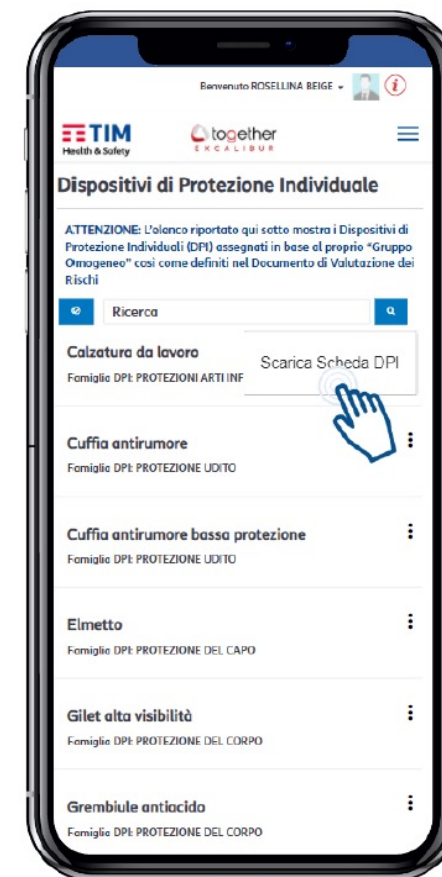 Benvenuto ROSELLINA BEIGE
TIM
Health & Safety
together
EXCALIBUR
Dispositivi di Protezione Individuale
ATTENZIONE: L'elenco riportato qui sotto mostra i Dispositivi di
Protezione Individuali (DPI) assegnati in base al proprio "Gruppo
Omogeneo" così come definiti nel Documento di Valutazione dei
Rischi
Ricerca
Calzatura da lavoro
Scarica Scheda DPI
Famiglia DPI: PROTEZIONI ARTI INF
Cuffia antirumore
Famiglia DPI: PROTEZIONE UDITO
Cuffia antirumore bassa protezione
Famiglia DPI: PROTEZIONE UDITO
Elmetto
Famiglia DPI: PROTEZIONE DEL CAPO
Gilet alta visibilità
Famiglia DPI: PROTEZIONE DEL CORPO
Grembiule antiacido
Famiglia DPI: PROTEZIONE DEL CORPO